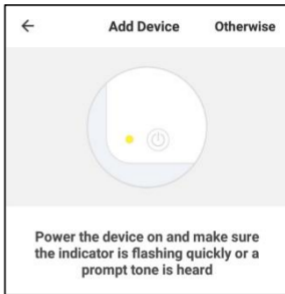 Add Device Otherwise
Power the device on and make sure
the indicator is flashing quickly or a
prompt tone is heard